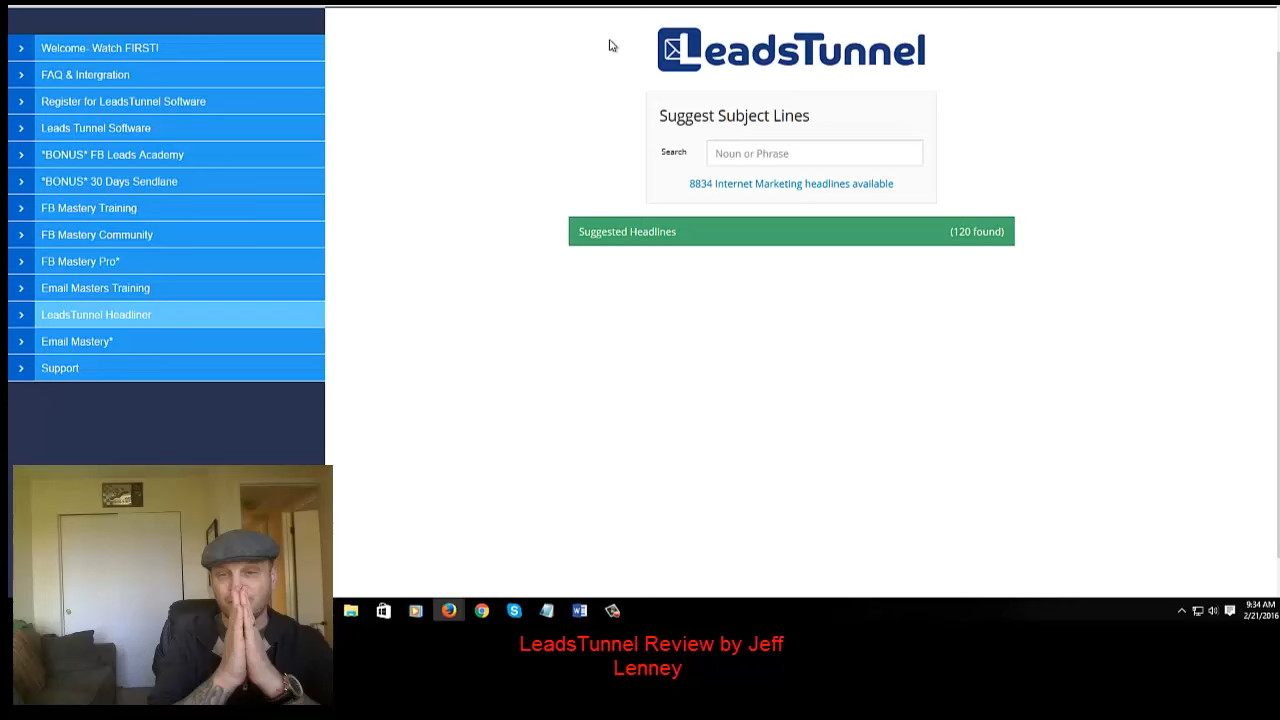 Welcome- Watch FIRST!
FAQ & Intergration
Register for LeadsTunnel Software
Leads Tunnel Software
*BONUS* FB Leads Academy
*BONUS* 30 Days Sendlane
FB Mastery Training
FB Mastery Community
FB Mastery Pro*
Email Masters Training
LeadsTunnel Headliner
Email Mastery*
Support
LeadsTunnel
Suggest Subject Lines
Search Noun or Phrase
8834 Internet Marketing headlines available
Suggested Headlines (120 found)
9:34 AM
2/21/2016
LeadsTunnel Review by Jeff
Lenney